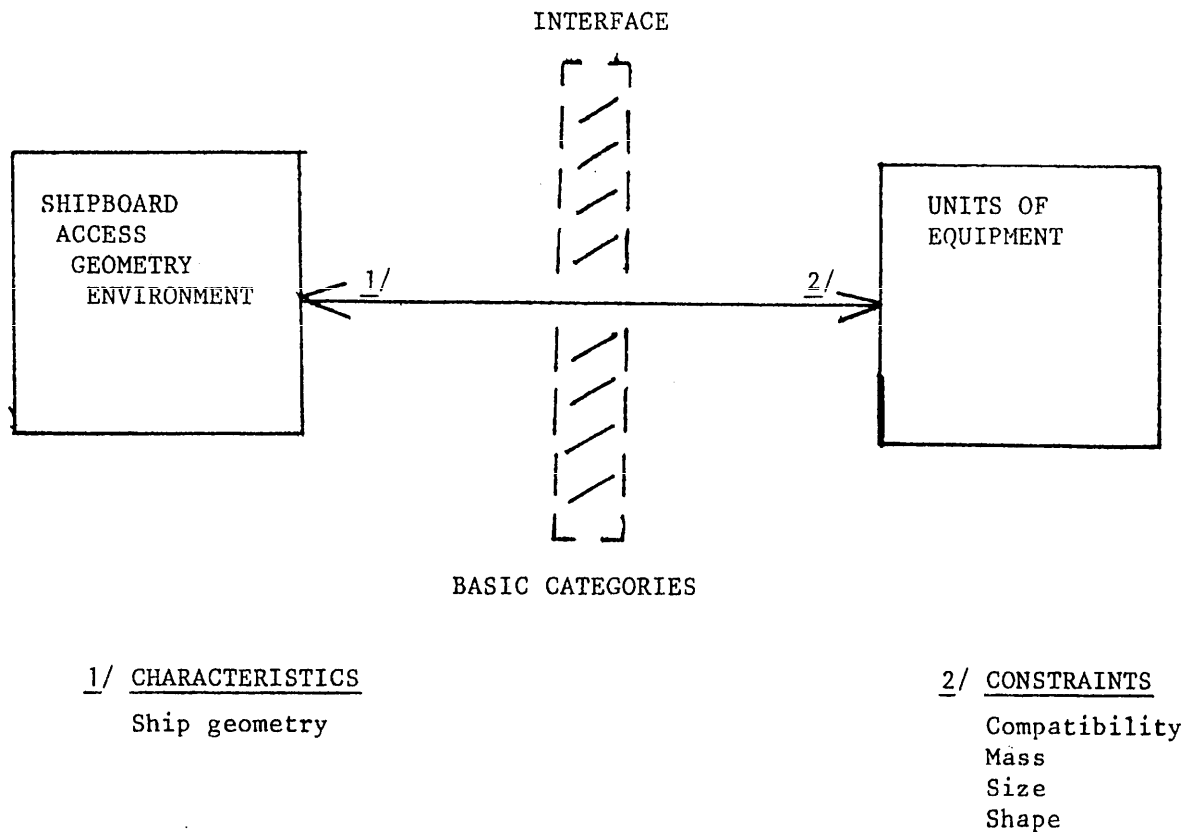 INTERFACE
SHIPBOARD
ACCESS
GEOMETRY
ENVIRONMENT
UNITS OF
EQUIPMENT
1/
2/
BASIC CATEGORIES
1/ CHARACTERISTICS
Ship geometry
2/ CONSTRAINTS
Compatibility
Mass
Size
Shape